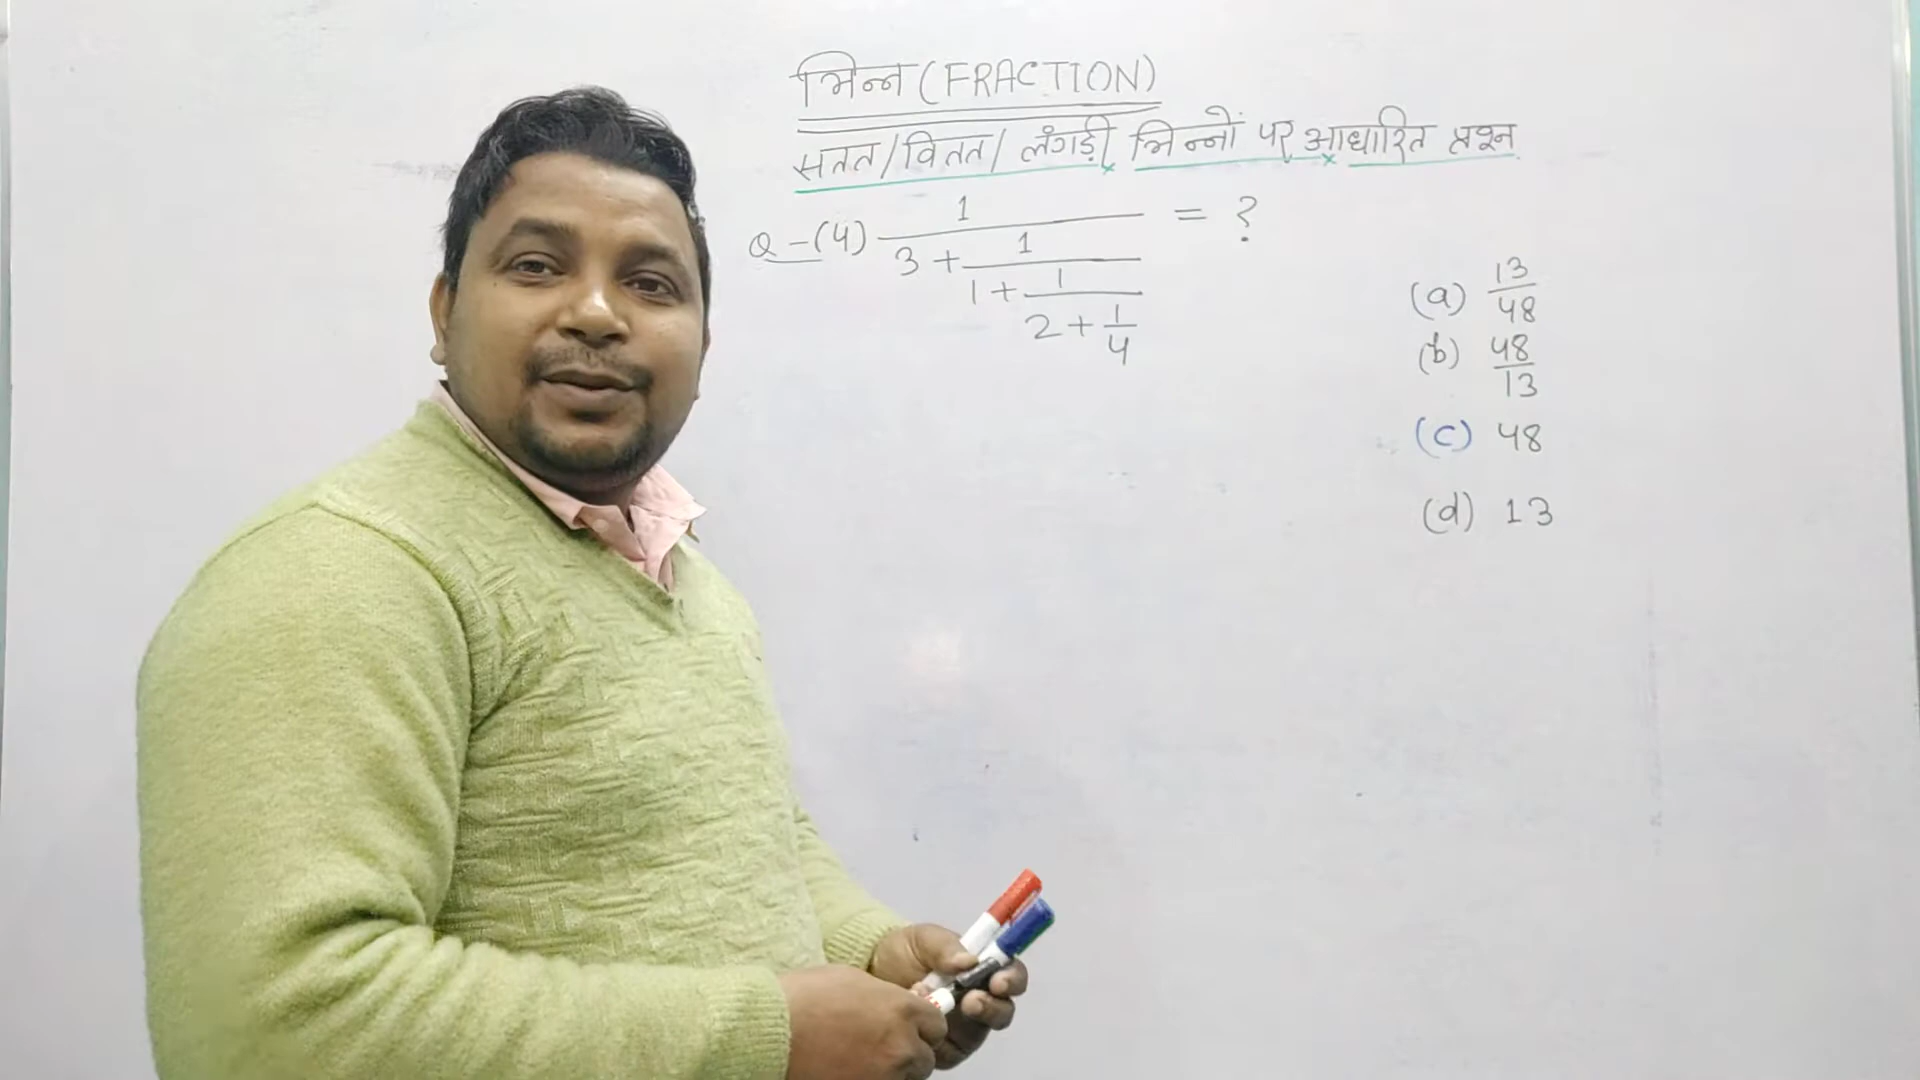 भिन्न (FRACTION)
सतत/वितत/ लंगड़ी भिन्नों पर आधारित प्रश्न
Q-(4) 1 = ?
3 + 1
1 + 1
2 + 1/4
(a) 13/48
(b) 48/13
(c) 48
(d) 13